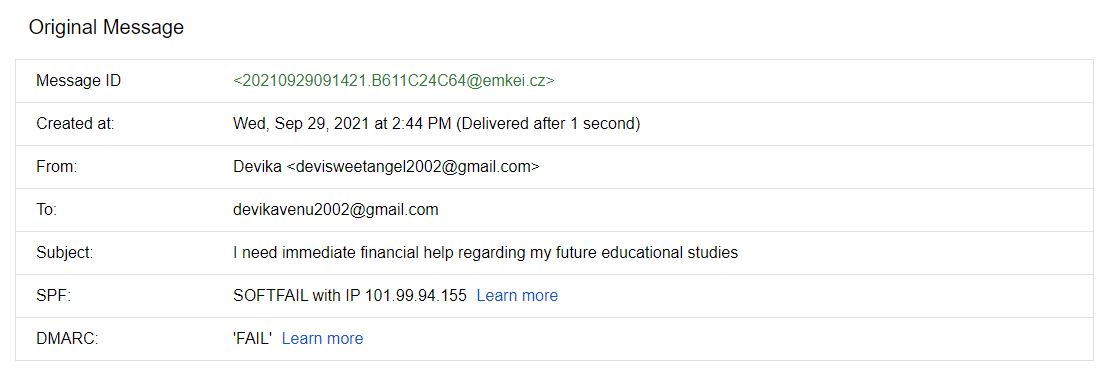 Original Message
Message ID <20210929091421.B611C24C64@emkei.cz>
Created at: Wed, Sep 29, 2021 at 2:44 PM (Delivered after 1 second)
From: Devika <devisweetangel2002@gmail.com>
To: devikavenu2002@gmail.com
Subject: I need immediate financial help regarding my future educational studies
SPF: SOFTFAIL with IP 101.99.94.155 Learn more
DMARC: 'FAIL' Learn more